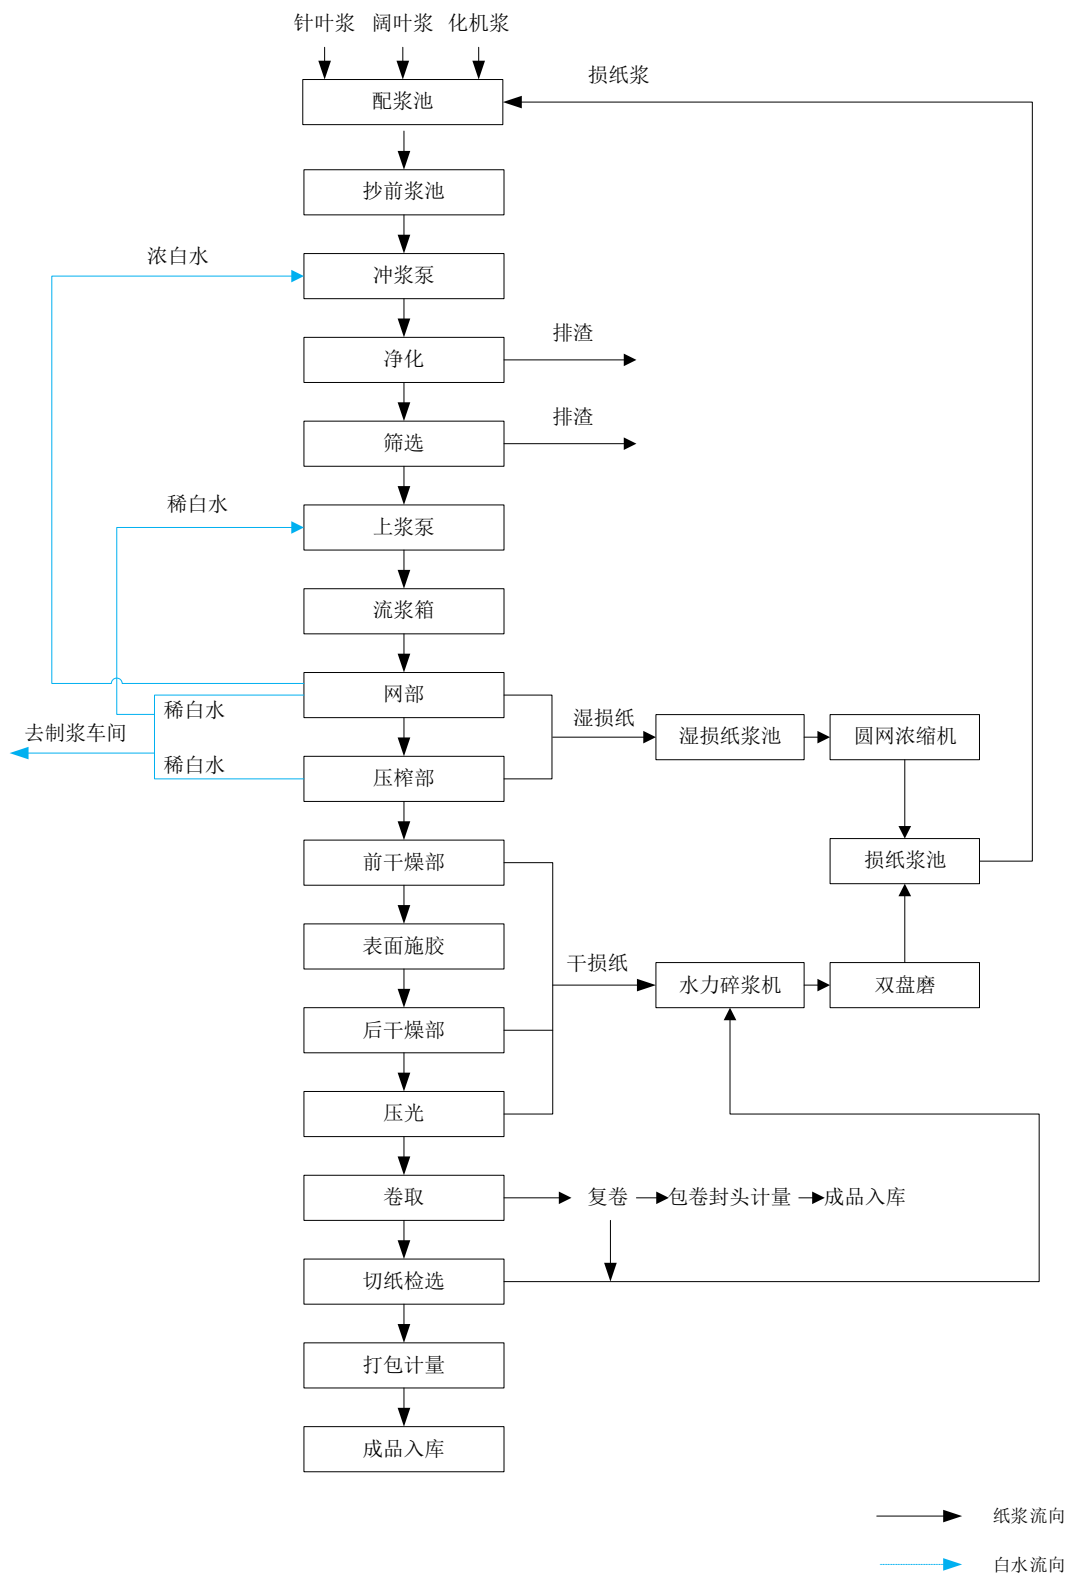 针叶浆 阔叶浆 化机浆
损纸浆
配浆池
抄前浆池
浓白水
冲浆泵
排渣
净化
排渣
筛选
稀白水
上浆泵
流浆箱
网部
稀白水
湿损纸
去制浆车间
湿损纸浆池
圆网浓缩机
稀白水
压榨部
前干燥部
损纸浆池
表面施胶
干损纸
水力碎浆机
双盘磨
后干燥部
压光
卷取
复卷
包卷封头计量
成品入库
切纸检选
打包计量
成品入库
纸浆流向
白水流向